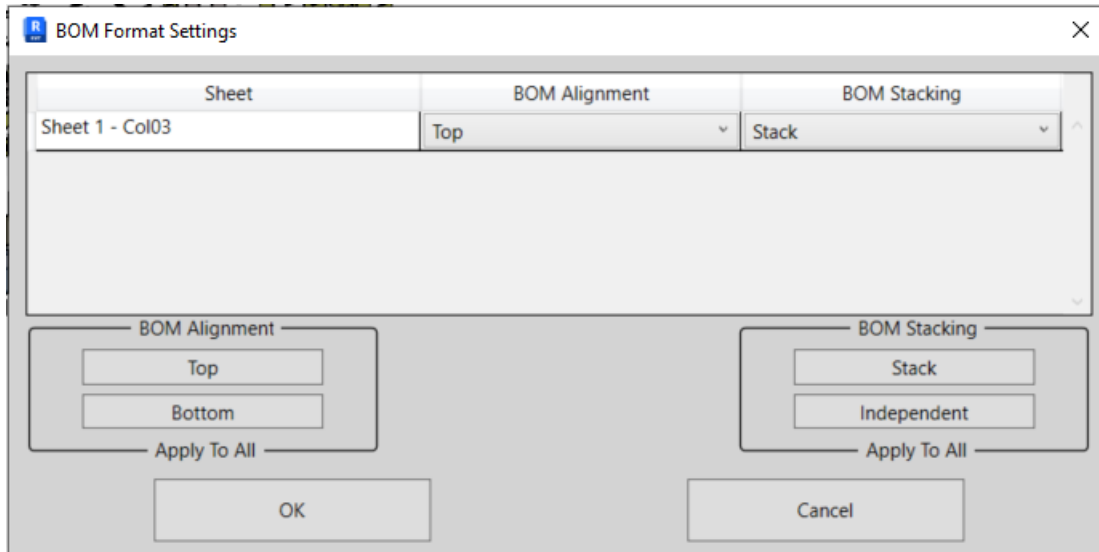 R
BOM Format Settings
Sheet BOM Alignment BOM Stacking
Sheet 1 - Col03 Top Stack
BOM Alignment BOM Stacking
Top Stack
Bottom Independent
Apply To All Apply To All
OK Cancel